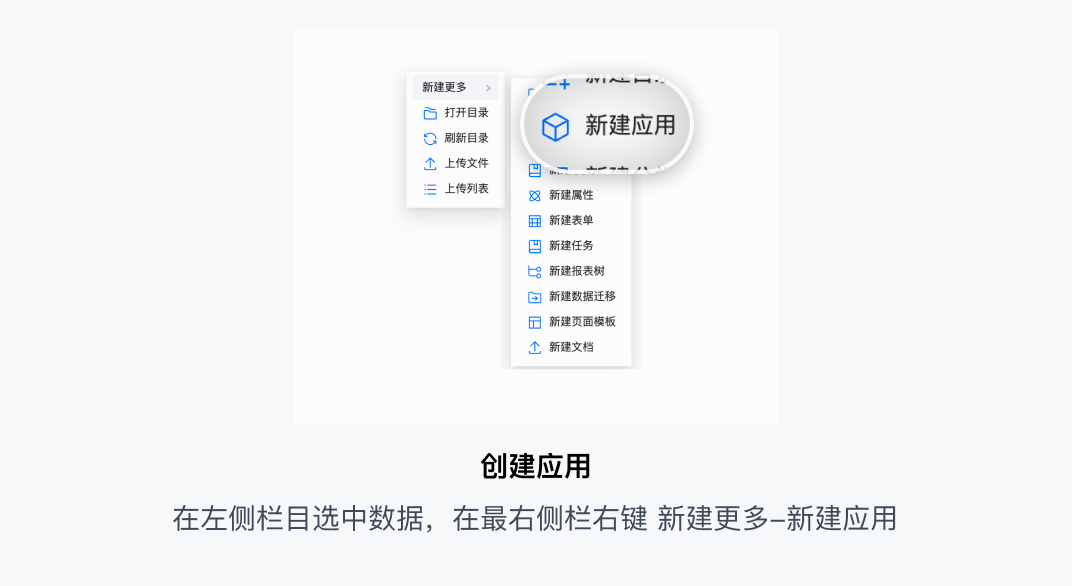 新建更多
打开目录
刷新目录
上传文件
上传列表
新建应用
新建属性
新建表单
新建任务
新建报表树
新建数据迁移
新建页面模板
新建文档
创建应用
在左侧栏目选中数据，在最右侧栏右键 新建更多–新建应用